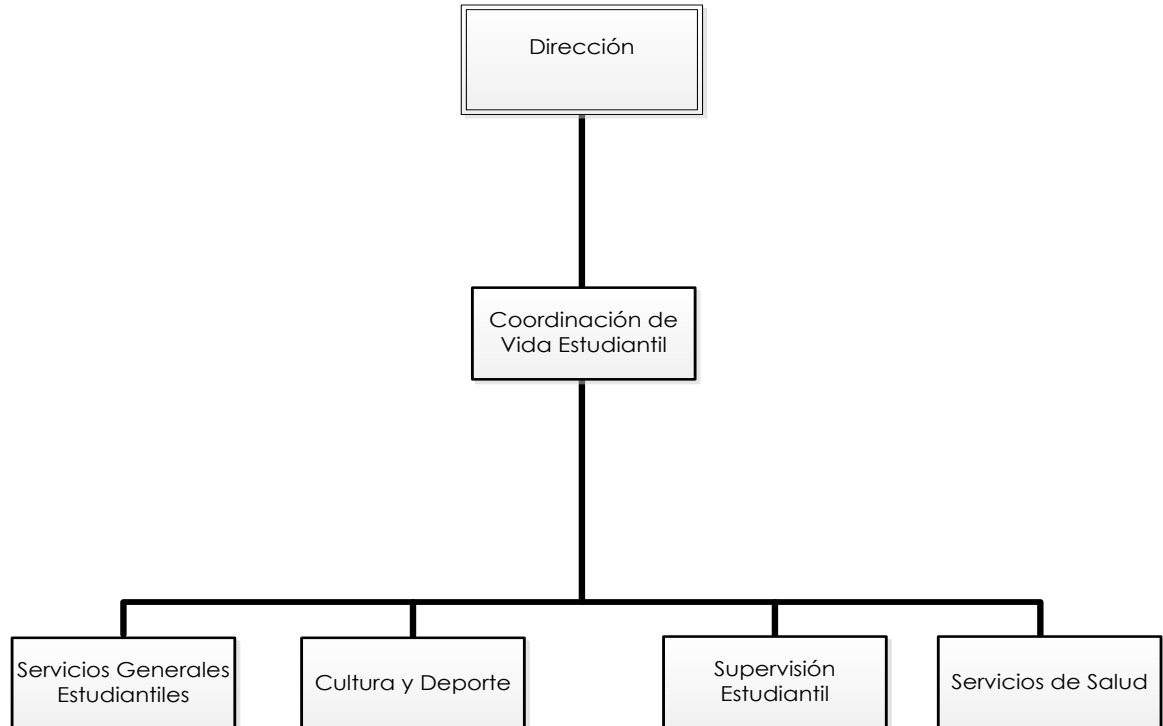 Dirección
Coordinación de
Vida Estudiantil
Servicios Generales
Estudiantiles
Cultura y Deporte
Supervisión
Estudiantil
Servicios de Salud